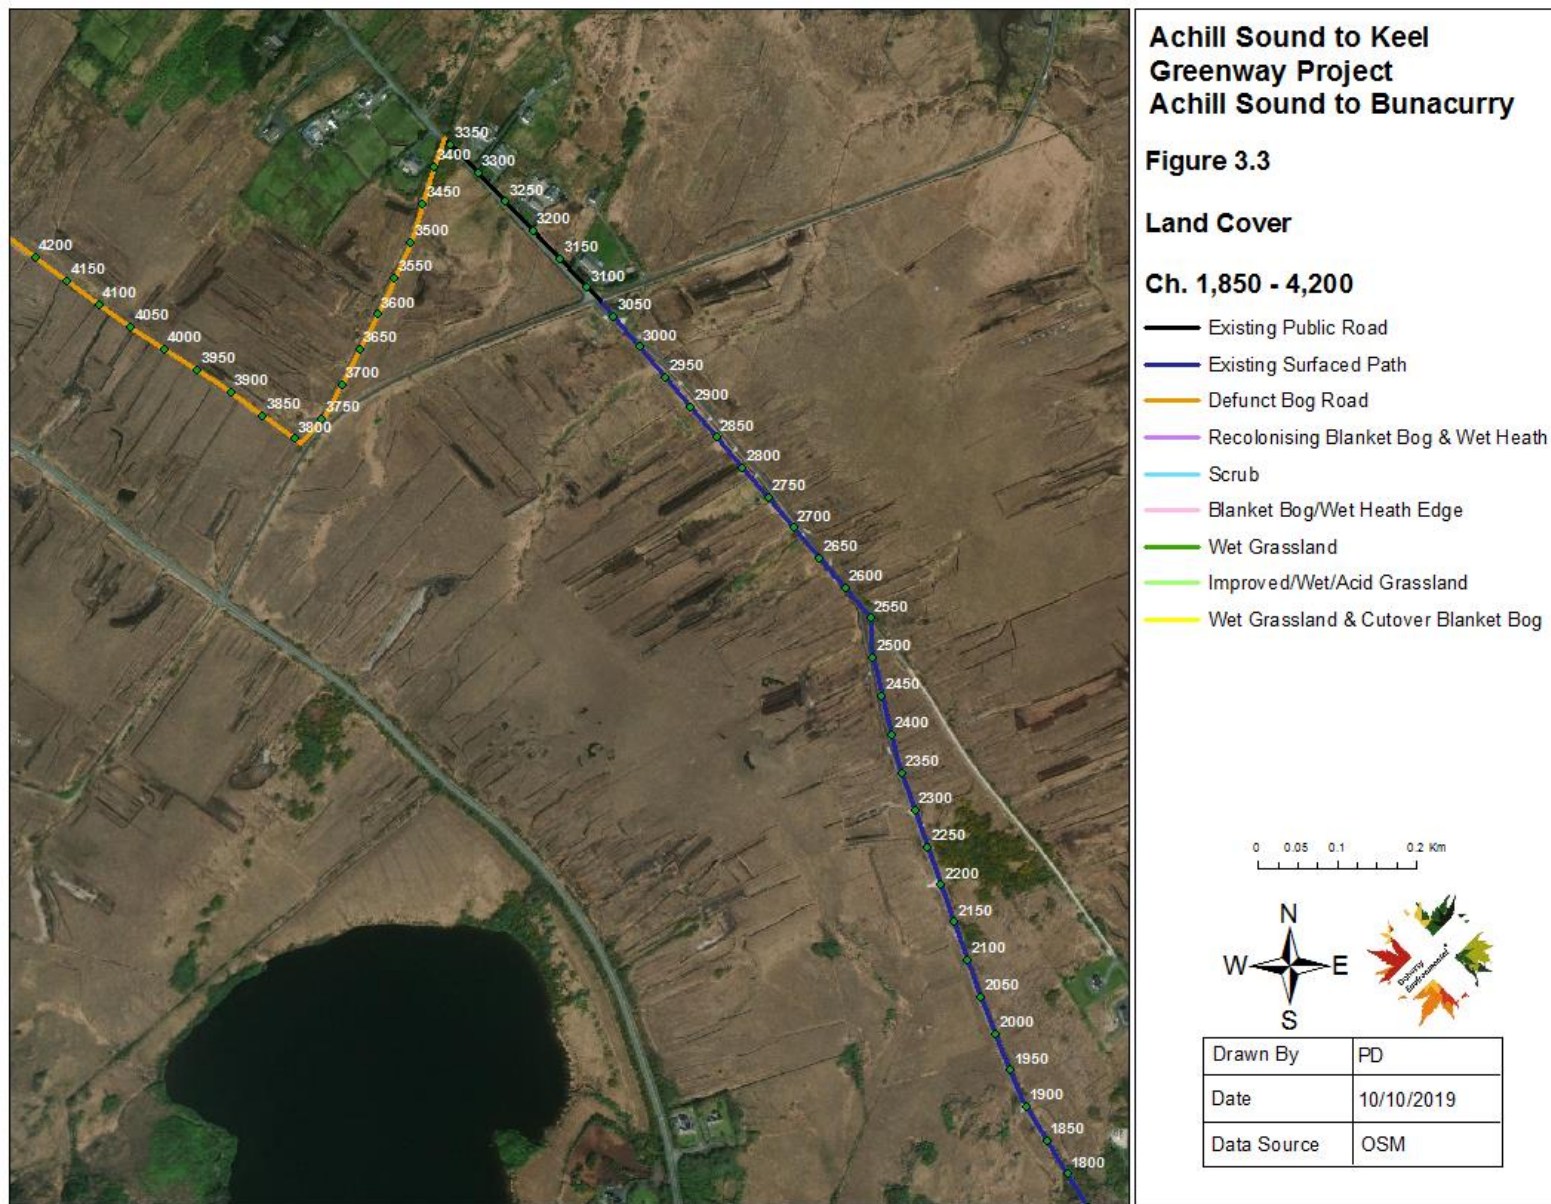 Achill Sound to Keel
Greenway Project
Achill Sound to Bunacurry
Figure 3.3
Land Cover
Ch. 1,850 - 4,200
Existing Public Road
Existing Surfaced Path
Defunct Bog Road
Recolonising Blanket Bog & Wet Heath
Scrub
Blanket Bog/Wet Heath Edge
Wet Grassland
Improved/Wet/Acid Grassland
Wet Grassland & Cutover Blanket Bog
0 0.05 0.1 0.2 Km
N
W E
S
Doherty
Environmental
Drawn By PD
Date 10/10/2019
Data Source OSM
3350
3400
3300
3450
3250
3500
3200
3550
3150
3600
3100
3650
3050
3700
3000
3750
2950
3800
2900
3850
2850
3900
2800
3950
2750
4000
2700
4050
2650
4100
2600
4150
2550
4200
2500
2450
2400
2350
2300
2250
2200
2150
2100
2050
2000
1950
1900
1850
1800